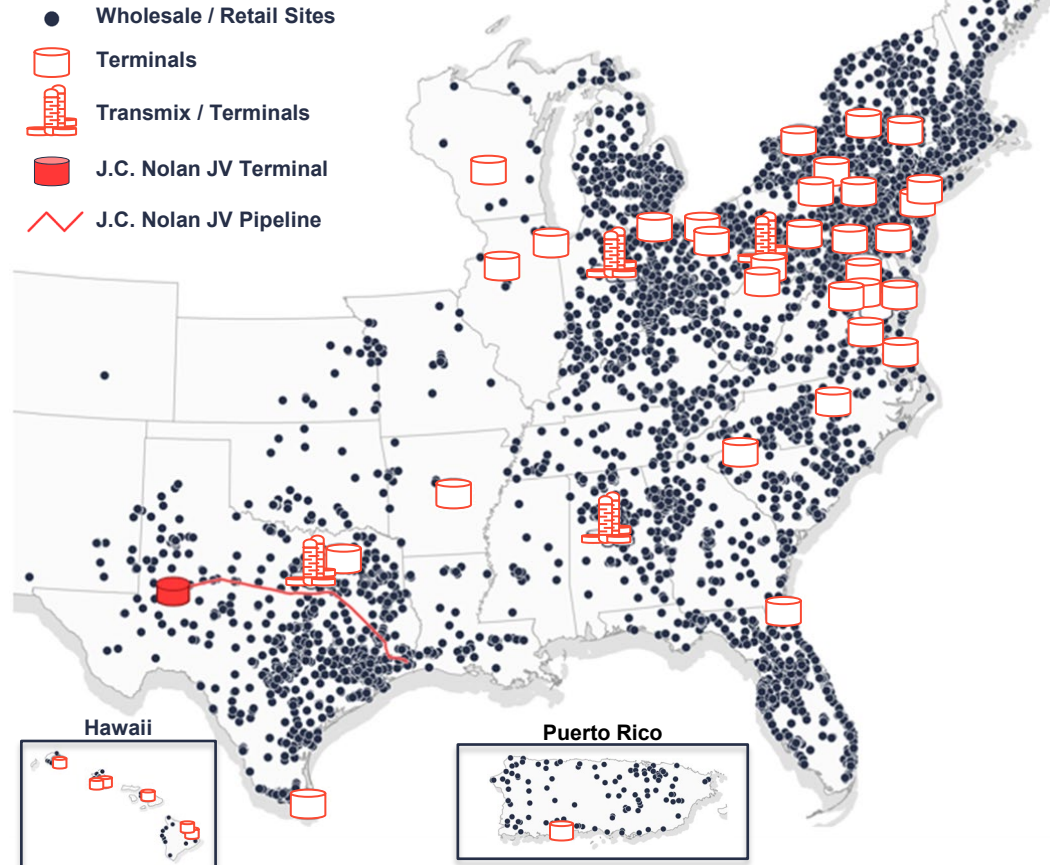 Wholesale / Retail Sites
Terminals
Transmix / Terminals
J.C. Nolan JV Terminal
J.C. Nolan JV Pipeline
Hawaii
Puerto Rico